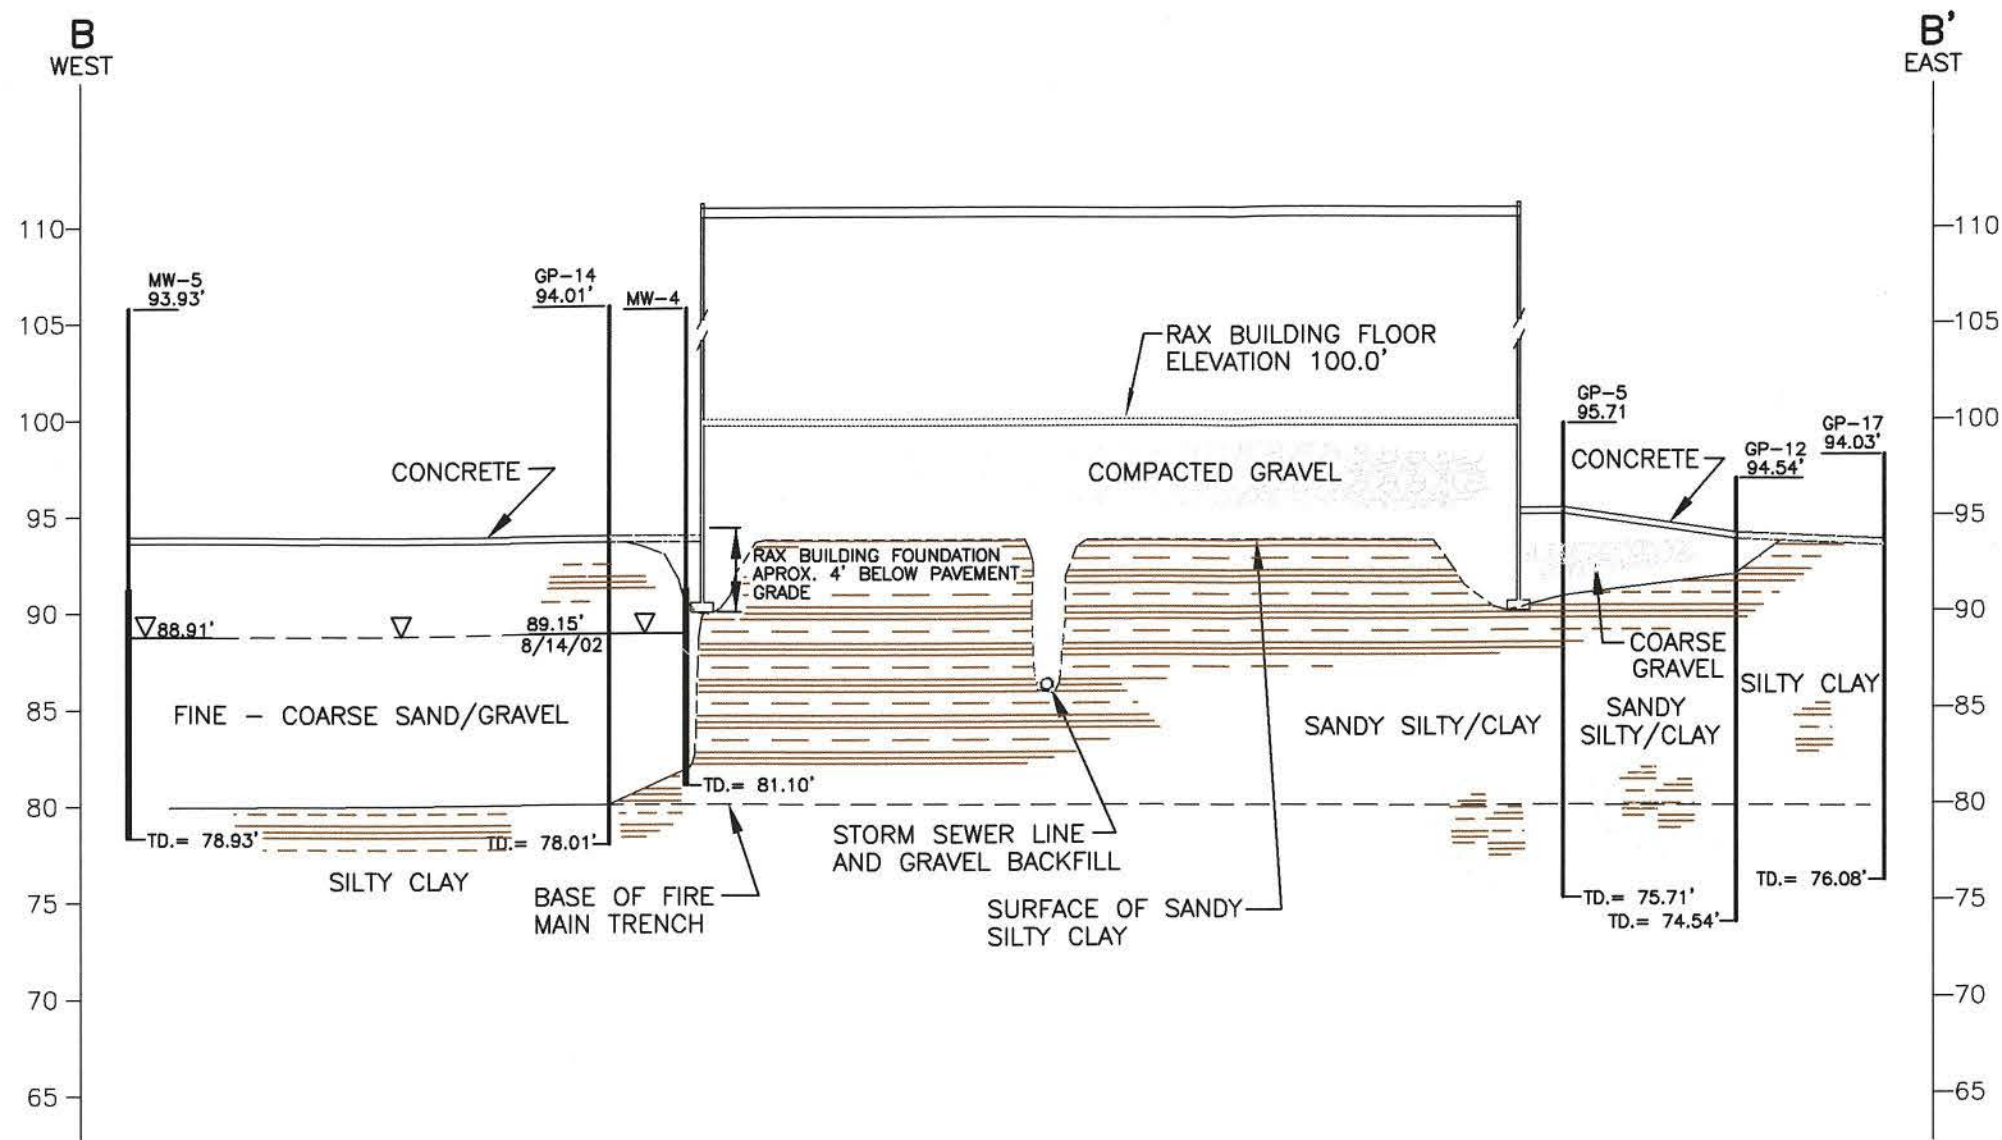 B
WEST
B'
EAST
110
105
100
95
90
85
80
75
70
65
110
105
100
95
90
85
80
75
70
65
MW-5
93.93'
GP-14
94.01'
MW-4
RAX BUILDING FLOOR
ELEVATION 100.0'
GP-5
95.71
GP-12
94.54'
GP-17
94.03'
CONCRETE
COMPACTED GRAVEL
CONCRETE
RAX BUILDING FOUNDATION
APROX. 4' BELOW PAVEMENT
GRADE
88.91'
89.15'
8/14/02
COARSE
GRAVEL
FINE - COARSE SAND/GRAVEL
SANDY SILTY/CLAY
SANDY
SILTY/CLAY
SILTY CLAY
TD.= 81.10'
TD.= 78.93'
TD.= 78.01'
SILTY CLAY
BASE OF FIRE
MAIN TRENCH
STORM SEWER LINE
AND GRAVEL BACKFILL
SURFACE OF SANDY
SILTY CLAY
TD.= 75.71'
TD.= 74.54'
TD.= 76.08'